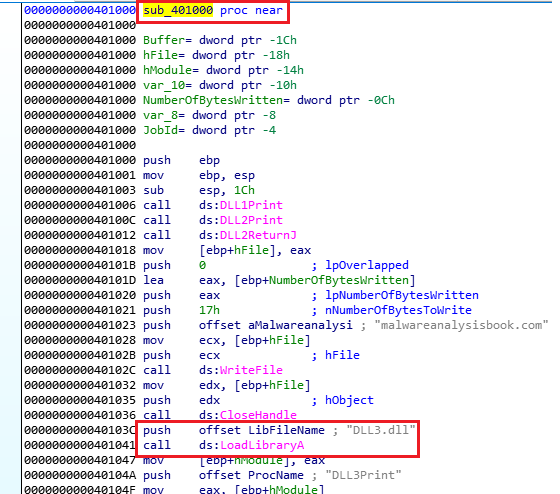 0000000000401000 sub_401000 proc near
0000000000401000
0000000000401000 Buffer= dword ptr -1Ch
0000000000401000 hFile= dword ptr -18h
0000000000401000 hModule= dword ptr -14h
0000000000401000 var_10= dword ptr -10h
0000000000401000 NumberOfBytesWritten= dword ptr -0Ch
0000000000401000 var_8= dword ptr -8
0000000000401000 JobId= dword ptr -4
0000000000401000
0000000000401000 push ebp
0000000000401001 mov ebp, esp
0000000000401003 sub esp, 1Ch
0000000000401006 call ds:DLL1Print
000000000040100C call ds:DLL2Print
0000000000401012 call ds:DLL2ReturnJ
0000000000401018 mov [ebp+hFile], eax
000000000040101B push 0 ; lpOverlapped
000000000040101D lea eax, [ebp+NumberOfBytesWritten]
0000000000401020 push eax ; lpNumberOfBytesWritten
0000000000401021 push 17h ; nNumberOfBytesToWrite
0000000000401023 push offset aMalwareanalysi ; "malwareanalysisbook.com"
0000000000401028 mov ecx, [ebp+hFile]
000000000040102B push ecx ; hFile
000000000040102C call ds:WriteFile
0000000000401032 mov edx, [ebp+hFile]
0000000000401035 push edx ; hObject
0000000000401036 call ds:CloseHandle
000000000040103C push offset LibFileName ; "DLL3.dll"
0000000000401041 call ds:LoadLibraryA
0000000000401047 mov [ebp+hModule], eax
000000000040104A push offset ProcName ; "DLL3Print"
000000000040104F mov eax, [ebp+hModule]